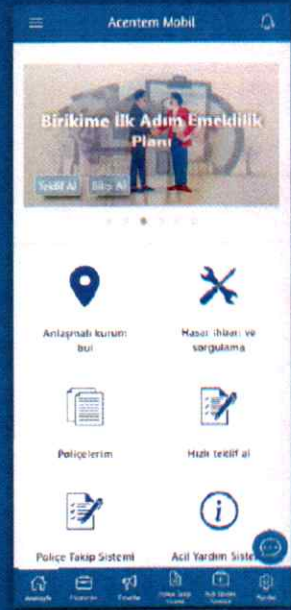 Acentem Mobil
Birikime İlk Adım Emeklilik
Planı
Teklif Al
Bilgi Al
Anlaşmalı kurum
bul
Hasar ihbarı ve
sorgulama
Poliçelerim
Hızlı teklif al
Poliçe Takip Sistemi
Acil Yardım Siste
Anasayfa